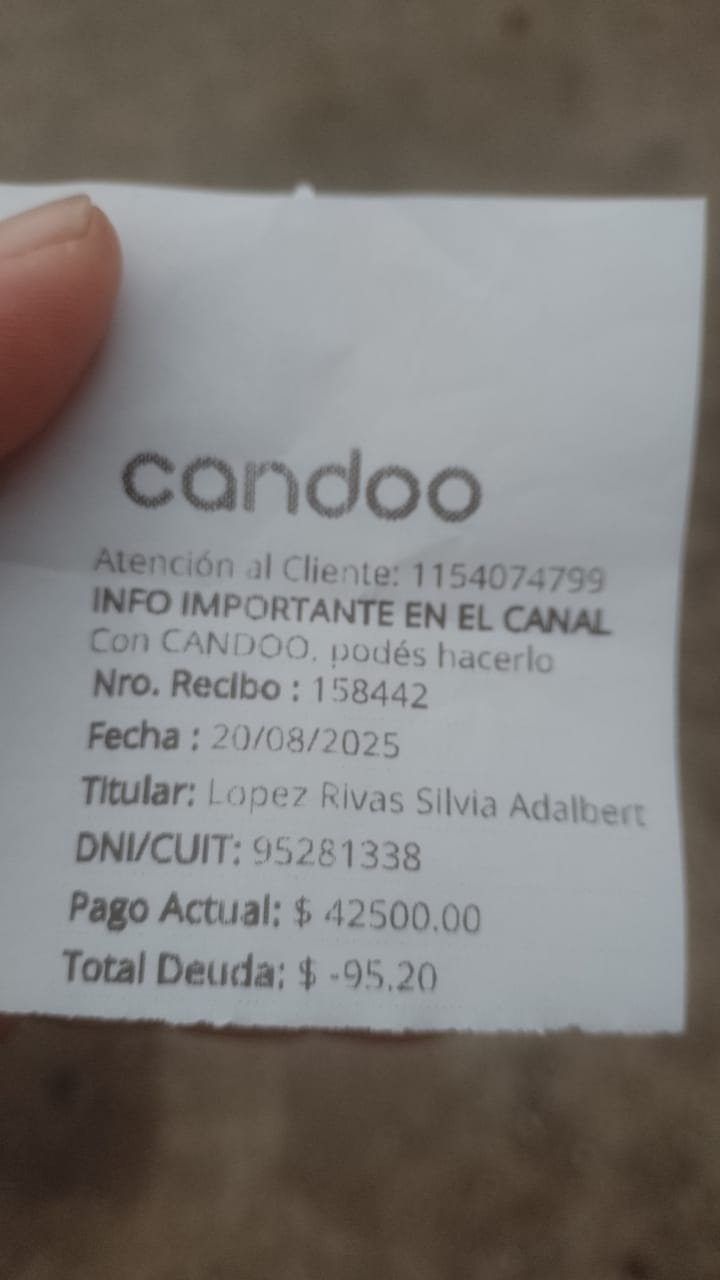 candoo
Atención al Cliente: 1154074799
INFO IMPORTANTE EN EL CANAL
Con CANDOO, podés hacerlo
Nro. Recibo : 158442
Fecha : 20/08/2025
Titular: Lopez Rivas Silvia Adalbert
DNI/CUIT: 95281338
Pago Actual: $ 42500.00
Total Deuda: $ -95.20